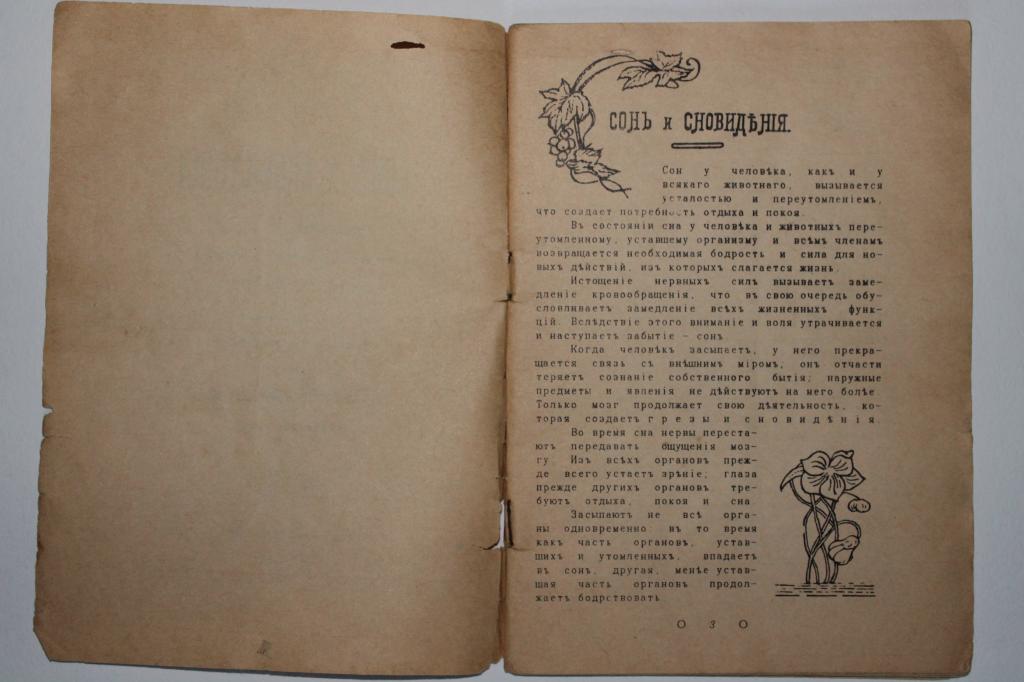 СОНЪ и СНОВИДѢНІЯ.
Сон у человѣка, какъ и у
всякаго животнаго, вызывается
усталостью и переутомленіемъ,
что создает потребность отдыха и покоя.
Въ состояніи сна у человѣка и животныхъ пере-
утомленному, уставшему организму и всѣмъ членамъ
возвращается необходимая бодрость и сила для но-
выхъ дѣйствій, изъ которыхъ слагается жизнь.
Истощеніе нервныхъ силъ вызываетъ заме-
дленіе кровообращенія, что въ свою очередь обу-
словливаетъ замедленіе всѣхъ жизненныхъ функ-
цій. Вслѣдствіе этого вниманіе и воля утрачивается
и наступаетъ забытіе – сонъ.
Когда человѣкъ засыпаетъ, у него прекра-
щается связь съ внѣшнимъ міромъ, онъ отчасти
теряетъ сознаніе собственнаго бытія; наружные
предметы и явленія не дѣйствуютъ на него болѣе.
Только мозг продолжаетъ свою дѣятельность, ко-
торая создаетъ грезы и сновидѣнія.
Во время сна нервы переста-
ютъ передавать ощущенія моз-
гу. Изъ всѣхъ органовъ преж-
де всего устаетъ зрѣніе; глаза
прежде другихъ органовъ тре-
буютъ отдыха, покоя и сна.
Засыпаютъ не всѣ орга-
ны одновременно: въ то время
какъ часть органовъ, устав-
шихъ и утомленныхъ, впадаетъ
въ сонъ, другая, менѣе устав-
шая часть органовъ продол-
жаетъ бодрствовать.
О 3 О